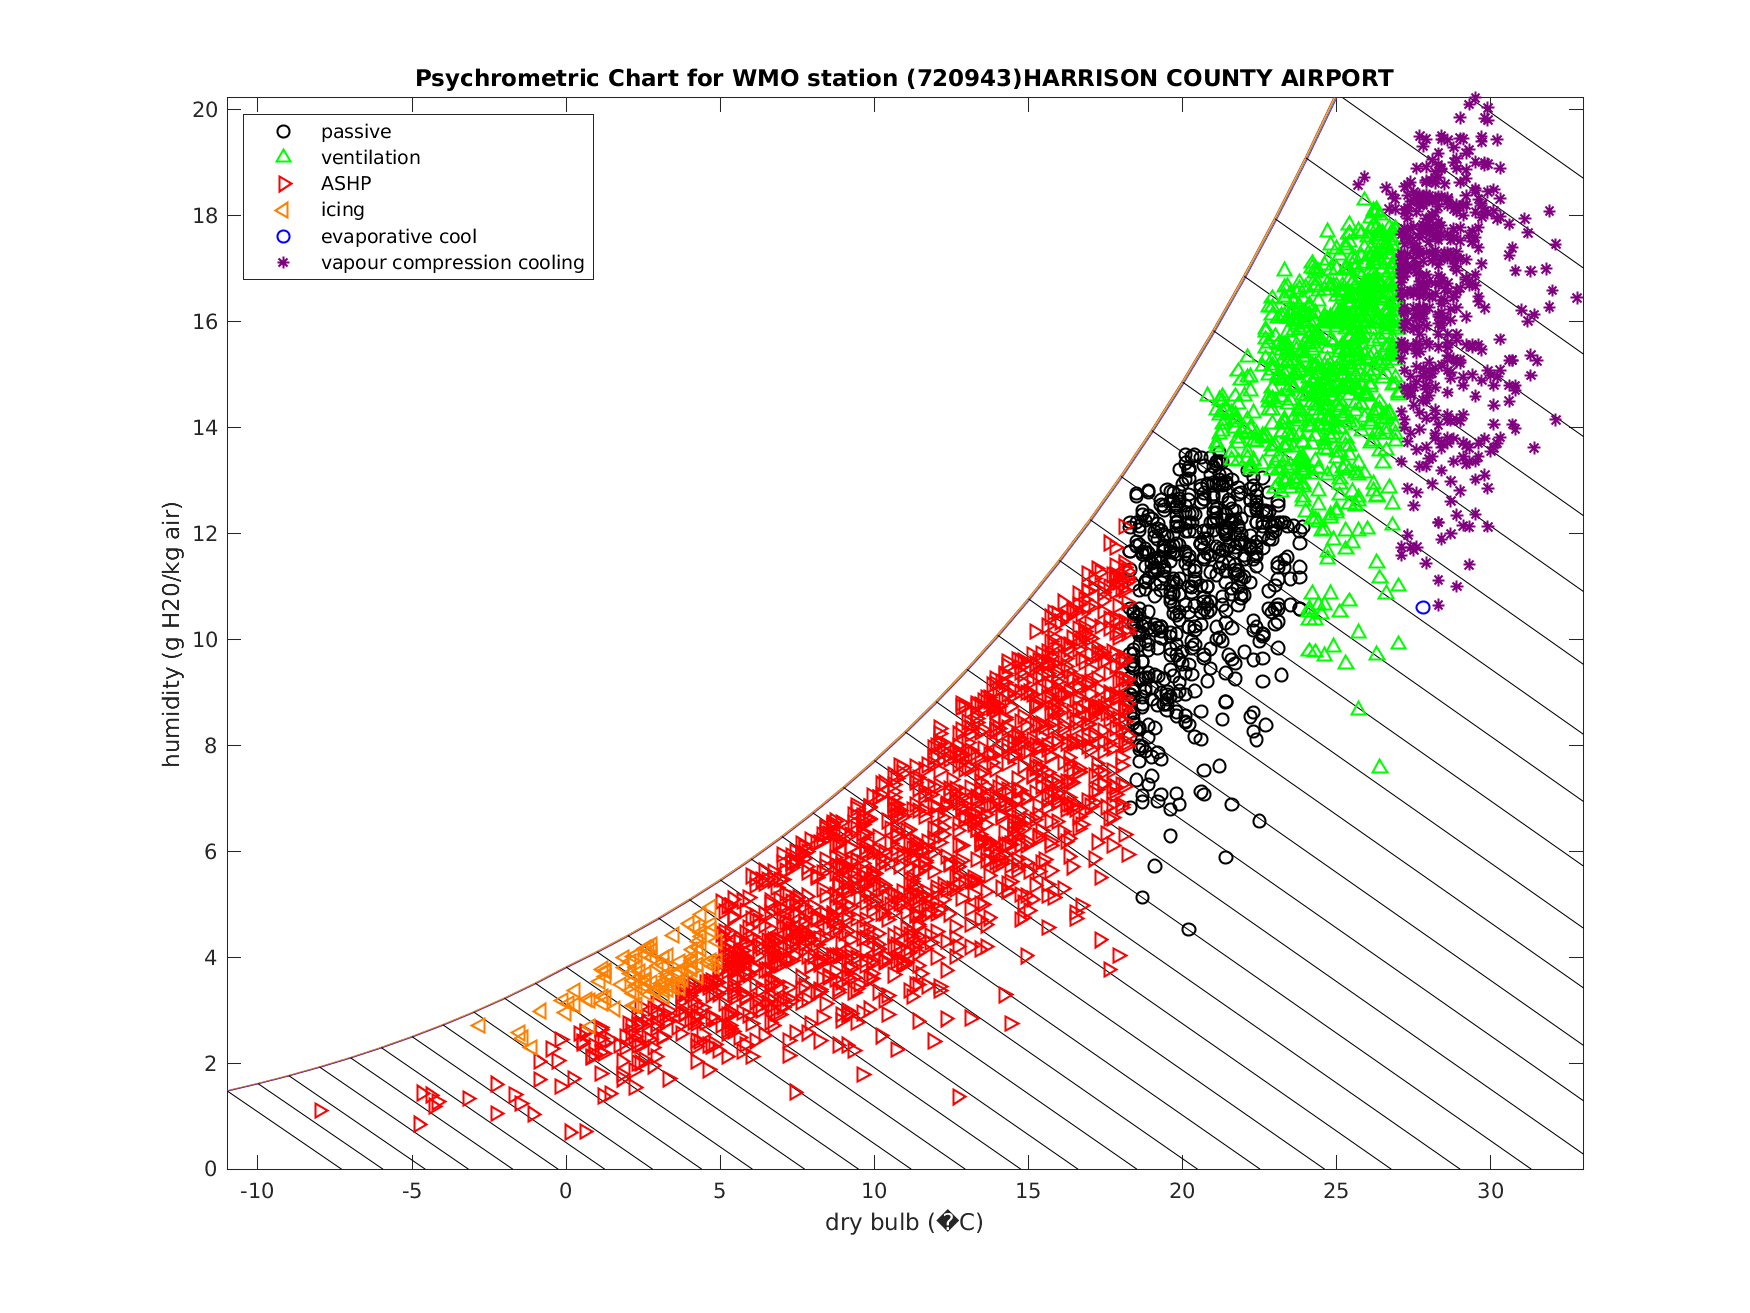 Psychrometric Chart for WMO station (720943)HARRISON COUNTY AIRPORT
passive
ventilation
ASHP
icing
evaporative cool
vapour compression cooling
humidity (g H20/kg air)
20
18
16
14
12
10
8
6
4
2
0
-10 -5 0 5 10 15 20 25 30
dry bulb (�C)